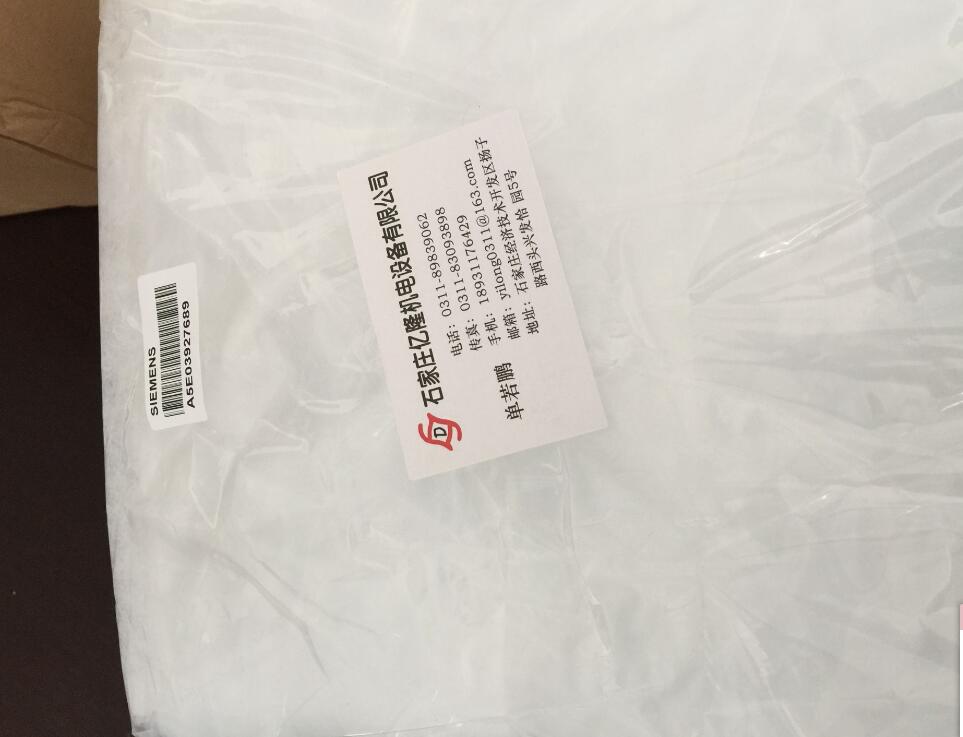 SIEMENS
A5E03927689
D
石家庄亿隆机电设备有限公司
电话：0311-89839062
传真：0311-83093898
手机：18931176429
邮箱：yilong0311@163.com
地址：石家庄经济技术开发区扬子
路西头兴发怡 园5号
单若鹏